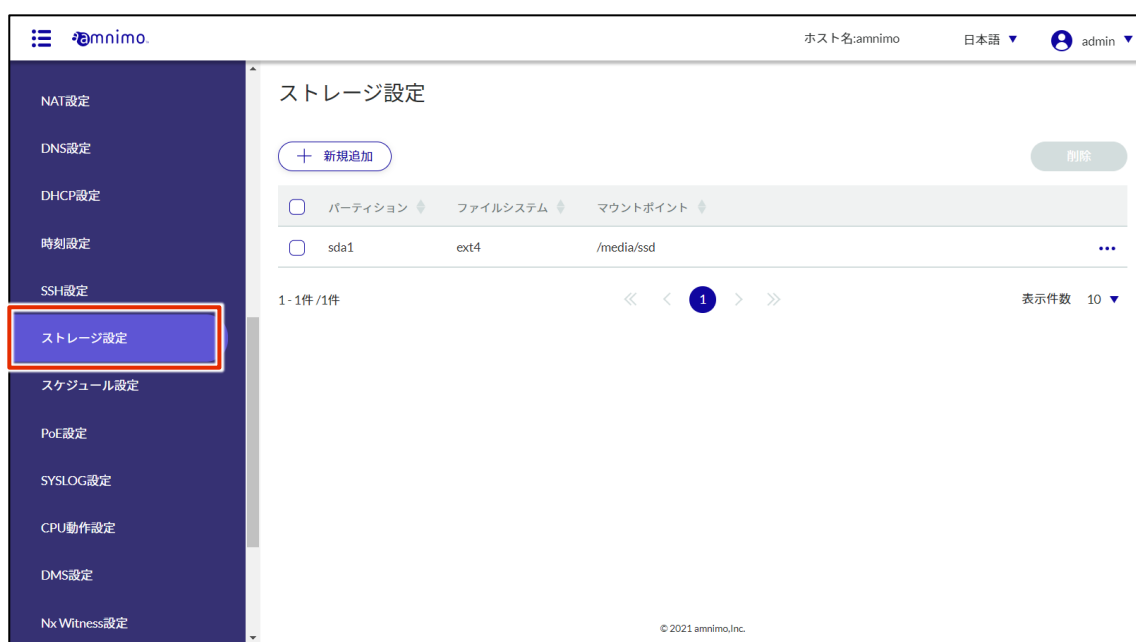 amnimo
ホスト名:amnimo
日本語
admin
NAT設定
DNS設定
DHCP設定
時刻設定
SSH設定
ストレージ設定
スケジュール設定
PoE設定
SYSLOG設定
CPU動作設定
DMS設定
Nx Witness設定
ストレージ設定
新規追加
削除
パーティション ファイルシステム マウントポイント
sda1 ext4 /media/ssd
1 - 1件 /1件
1
表示件数 10
© 2021 amnimo,Inc.